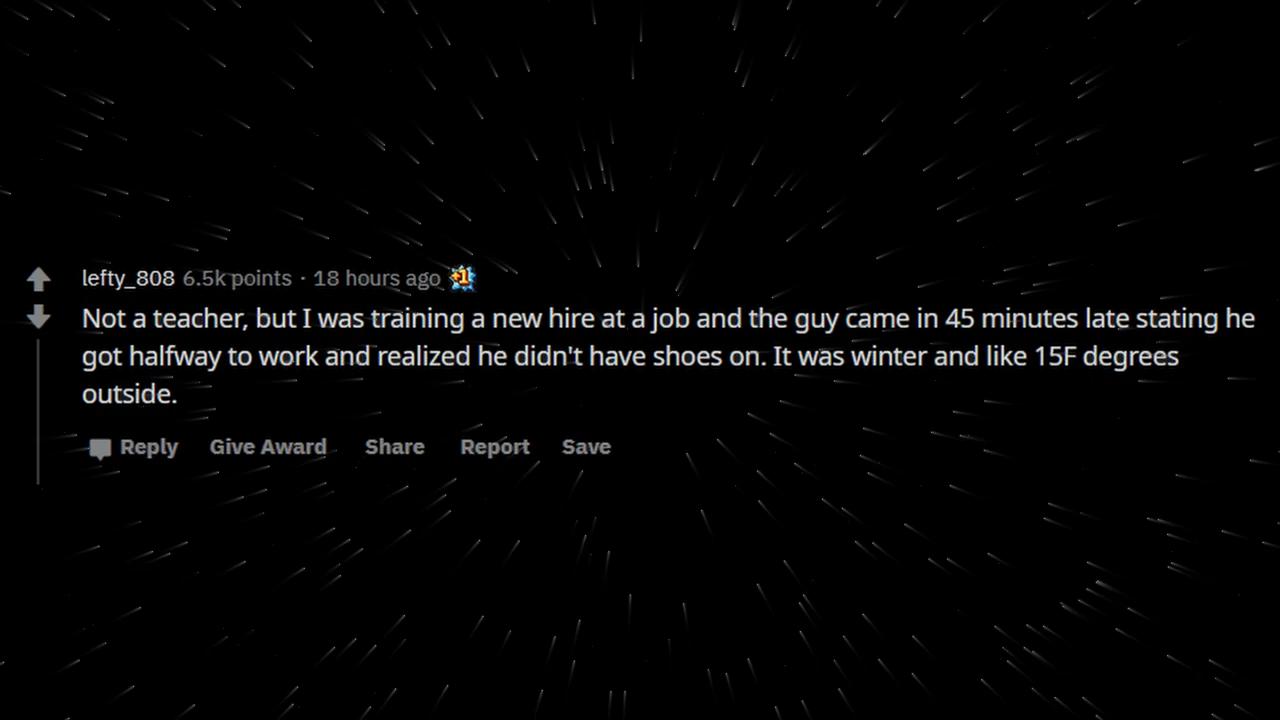 lefty_808 6.5k points · 18 hours ago +1
Not a teacher, but I was training a new hire at a job and the guy came in 45 minutes late stating he
got halfway to work and realized he didn't have shoes on. It was winter and like 15F degrees
outside.
Reply Give Award Share Report Save